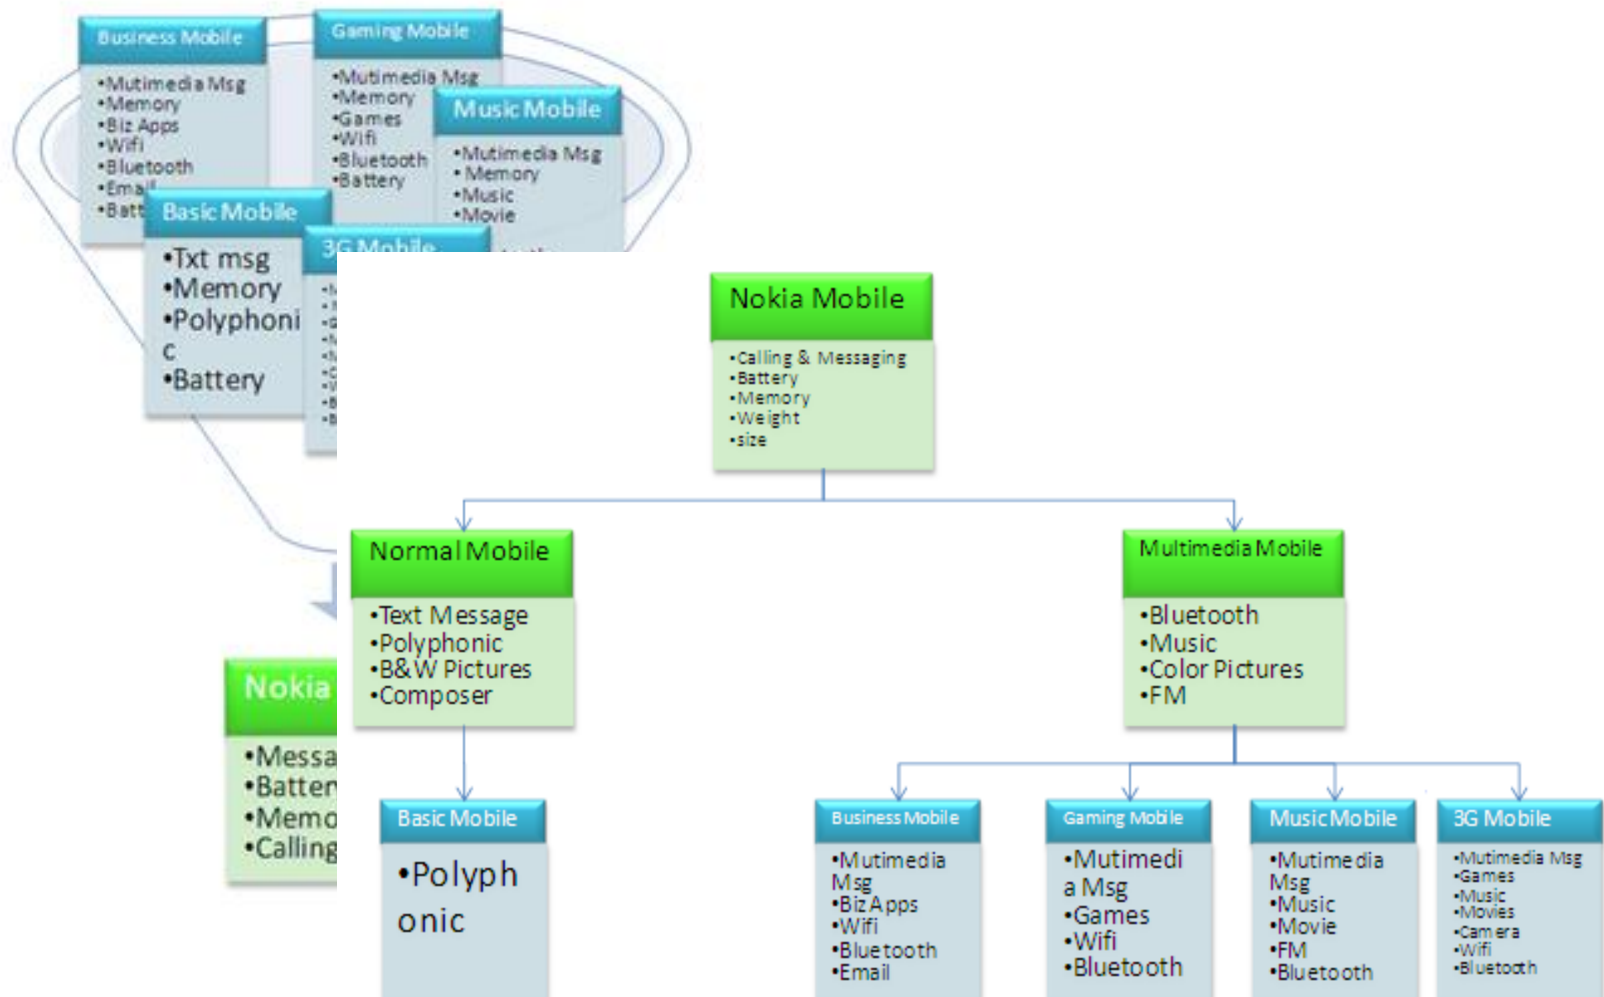 Business Mobile
•Mutimedia Msg
•Memory
•Biz Apps
•Wifi
•Bluetooth
•Email
•Batt
Gaming Mobile
•Mutimedia Msg
•Memory
•Games
•Wifi
•Bluetooth
•Battery
Music Mobile
•Mutimedia Msg
•Memory
•Music
•Movie
Basic Mobile
•Txt msg
•Memory
•Polyphoni
c
•Battery
3G Mobile
Nokia
•Messa
•Batter
•Memo
•Calling
Nokia Mobile
•Calling & Messaging
•Battery
•Memory
•Weight
•size
Normal Mobile
•Text Message
•Polyphonic
•B&W Pictures
•Composer
Multimedia Mobile
•Bluetooth
•Music
•Color Pictures
•FM
Basic Mobile
•Polyph
onic
Business Mobile
•Mutimedia
Msg
•Biz Apps
•Wifi
•Bluetooth
•Email
Gaming Mobile
•Mutimedi
a Msg
•Games
•Wifi
•Bluetooth
Music Mobile
•Mutimedia
Msg
•Music
•Movie
•FM
•Bluetooth
3G Mobile
•Mutimedia Msg
•Games
•Music
•Movies
•Camera
•Wifi
•Bluetooth